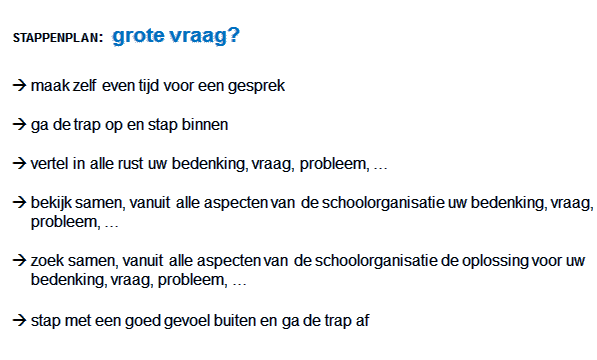 STAPPENPLAN: grote vraag?
→ maak zelf even tijd voor een gesprek
→ ga de trap op en stap binnen
→ vertel in alle rust uw bedenking, vraag, probleem, …
→ bekijk samen, vanuit alle aspecten van de schoolorganisatie uw bedenking, vraag,
probleem, …
→ zoek samen, vanuit alle aspecten van de schoolorganisatie de oplossing voor uw
bedenking, vraag, probleem, …
→ stap met een goed gevoel buiten en ga de trap af